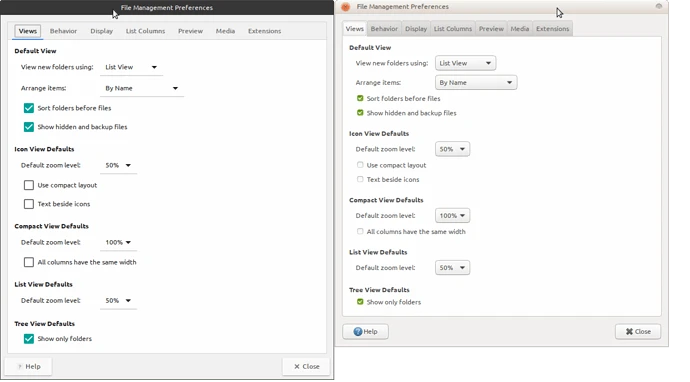 File Management Preferences
Views Behavior Display List Columns Preview Media Extensions
Default View
View new folders using: List View
Arrange items: By Name
Sort folders before files
Show hidden and backup files
Icon View Defaults
Default zoom level: 50%
Use compact layout
Text beside icons
Compact View Defaults
Default zoom level: 100%
All columns have the same width
List View Defaults
Default zoom level: 50%
Tree View Defaults
Show only folders
Help Close
File Management Preferences
Views Behavior Display List Columns Preview Media Extensions
Default View
View new folders using: List View
Arrange items: By Name
Sort folders before files
Show hidden and backup files
Icon View Defaults
Default zoom level: 50%
Use compact layout
Text beside icons
Compact View Defaults
Default zoom level: 100%
All columns have the same width
List View Defaults
Default zoom level: 50%
Tree View Defaults
Show only folders
Help Close